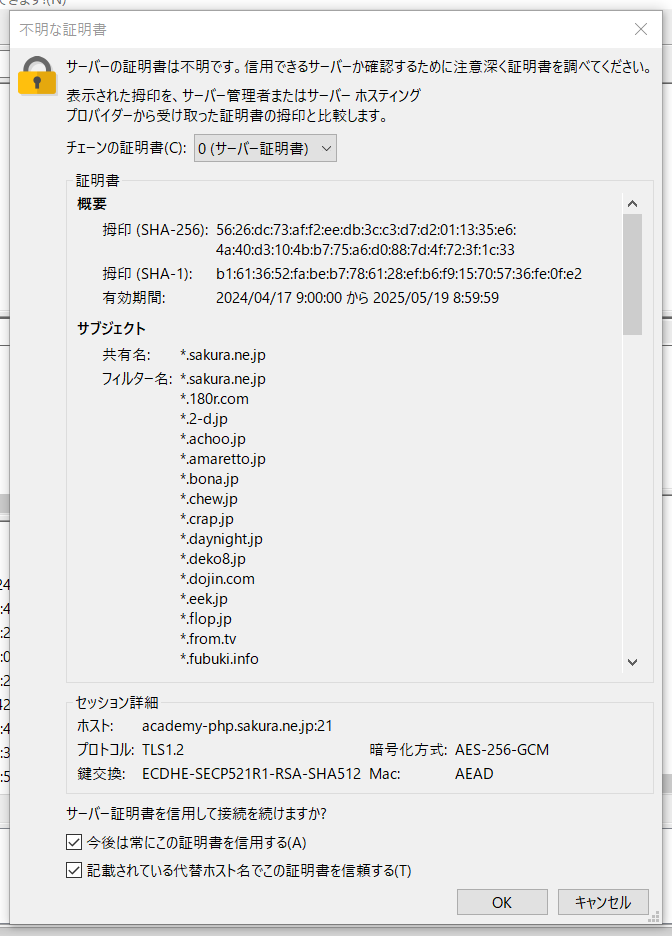 できます!(N)
不明な証明書
サーバーの証明書は不明です。信用できるサーバーか確認するために注意深く証明書を調べてください。
表示された拇印を、サーバー管理者またはサーバー ホスティング
プロバイダーから受け取った証明書の拇印と比較します。
チェーンの証明書(C): 0 (サーバー証明書)
証明書
概要
拇印 (SHA-256): 56:26:dc:73:af:f2:ee:db:3c:c3:d7:d2:01:13:35:e6:
4a:40:d3:10:4b:b7:75:a6:d0:88:7d:4f:72:3f:1c:33
拇印 (SHA-1): b1:61:36:52:fa:be:b7:78:61:28:ef:b6:f9:15:70:57:36:fe:0f:e2
有効期間: 2024/04/17 9:00:00 から 2025/05/19 8:59:59
サブジェクト
共有名: *.sakura.ne.jp
フィルター名: *.sakura.ne.jp
*.180r.com
*.2-d.jp
*.achoo.jp
*.amaretto.jp
*.bona.jp
*.chew.jp
*.crap.jp
*.daynight.jp
*.deko8.jp
*.dojin.com
*.eek.jp
*.flop.jp
*.from.tv
*.fubuki.info
セッション詳細
ホスト: academy-php.sakura.ne.jp:21
プロトコル: TLS1.2 暗号化方式: AES-256-GCM
鍵交換: ECDHE-SECP521R1-RSA-SHA512 Mac: AEAD
サーバー証明書を信用して接続を続けますか?
今後は常にこの証明書を信用する(A)
記載されている代替ホスト名でこの証明書を信頼する(T)
OK キャンセル